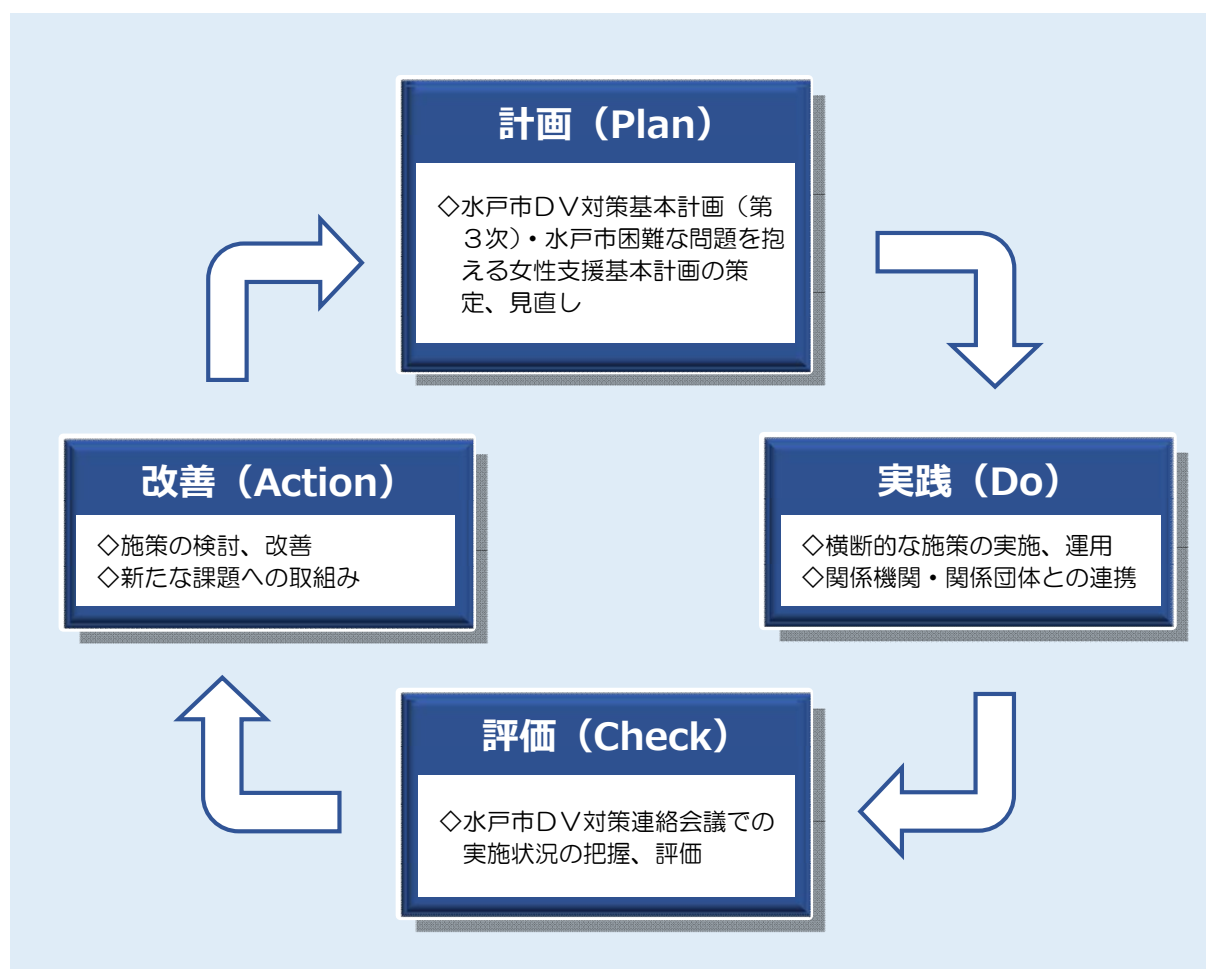 計画（Plan）
◇水戸市ＤＶ対策基本計画（第
３次）・水戸市困難な問題を抱
える女性支援基本計画の策
定、見直し
改善（Action）
◇施策の検討、改善
◇新たな課題への取組み
実践（Do）
◇横断的な施策の実施、運用
◇関係機関・関係団体との連携
評価（Check）
◇水戸市ＤＶ対策連絡会議での
実施状況の把握、評価